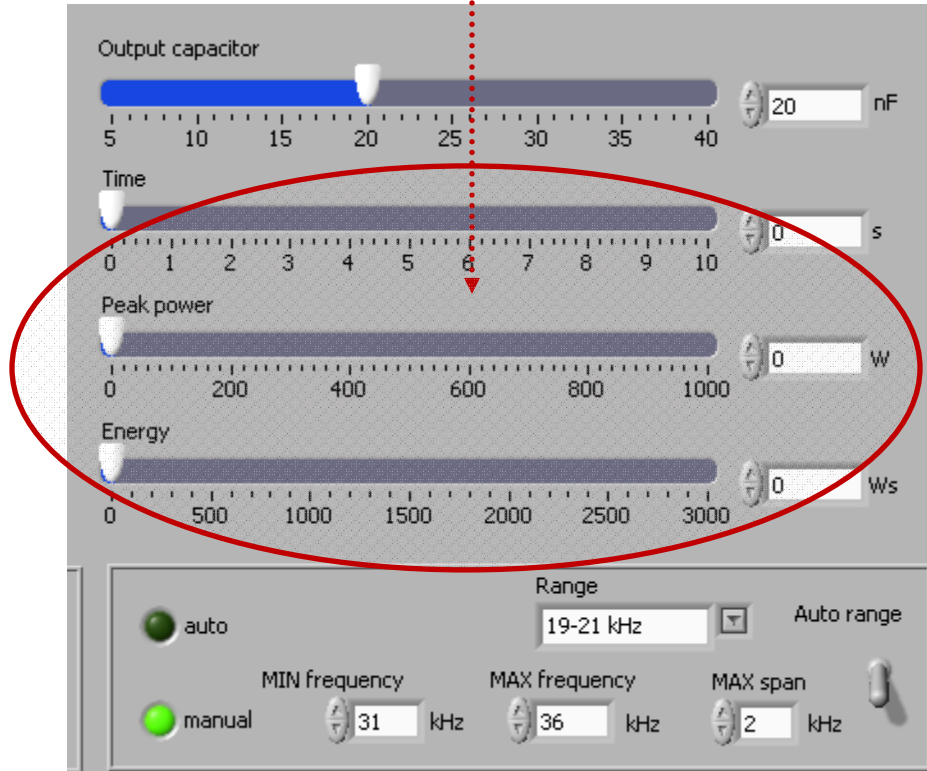 Output capacitor
20 nF
5 10 15 20 25 30 35 40
Time
0 s
0 1 2 3 4 5 6 7 8 9 10
Peak power
0 W
0 200 400 600 800 1000
Energy
0 Ws
0 500 1000 1500 2000 2500 3000
Range
auto 19-21 kHz Auto range
MIN frequency MAX frequency MAX span
manual 31 kHz 36 kHz 2 kHz